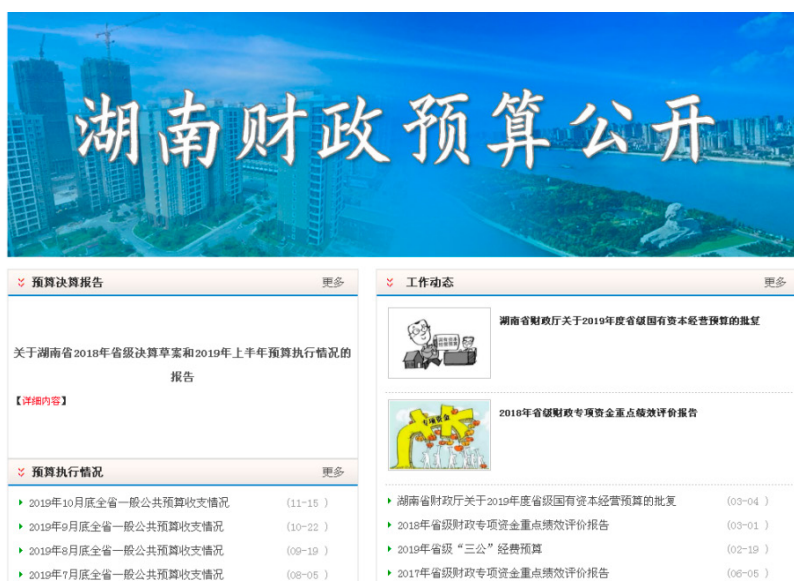 湖南财政预算公开
预算决算报告
更多
关于湖南省2018年省级决算草案和2019年上半年预算执行情况的
报告
【详细内容】
预算执行情况
更多
2019年10月底全省一般公共预算收支情况
(11-15 )
2019年9月底全省一般公共预算收支情况
(10-22 )
2019年8月底全省一般公共预算收支情况
(09-19 )
2019年7月底全省一般公共预算收支情况
(08-05 )
工作动态
更多
湖南省财政厅关于2019年度省级国有资本经营预算的批复
2018年省级财政专项资金重点绩效评价报告
专项资金
湖南省财政厅关于2019年度省级国有资本经营预算的批复
(03-04 )
2018年省级财政专项资金重点绩效评价报告
(03-01 )
2019年省级“三公”经费预算
(02-19 )
2017年省级财政专项资金重点绩效评价报告
(06-05 )